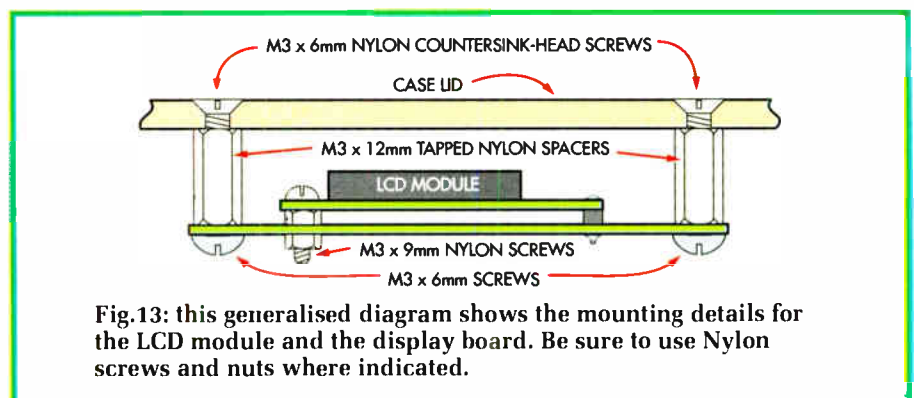 M3 x 6mm NYLON COUNTERSINK-HEAD SCREWS
CASE LID
M3 x 12mm TAPPED NYLON SPACERS
LCD MODULE
M3 x 9mm NYLON SCREWS
M3 x 6mm SCREWS
Fig.13: this generalised diagram shows the mounting details for
the LCD module and the display board. Be sure to use Nylon
screws and nuts where indicated.